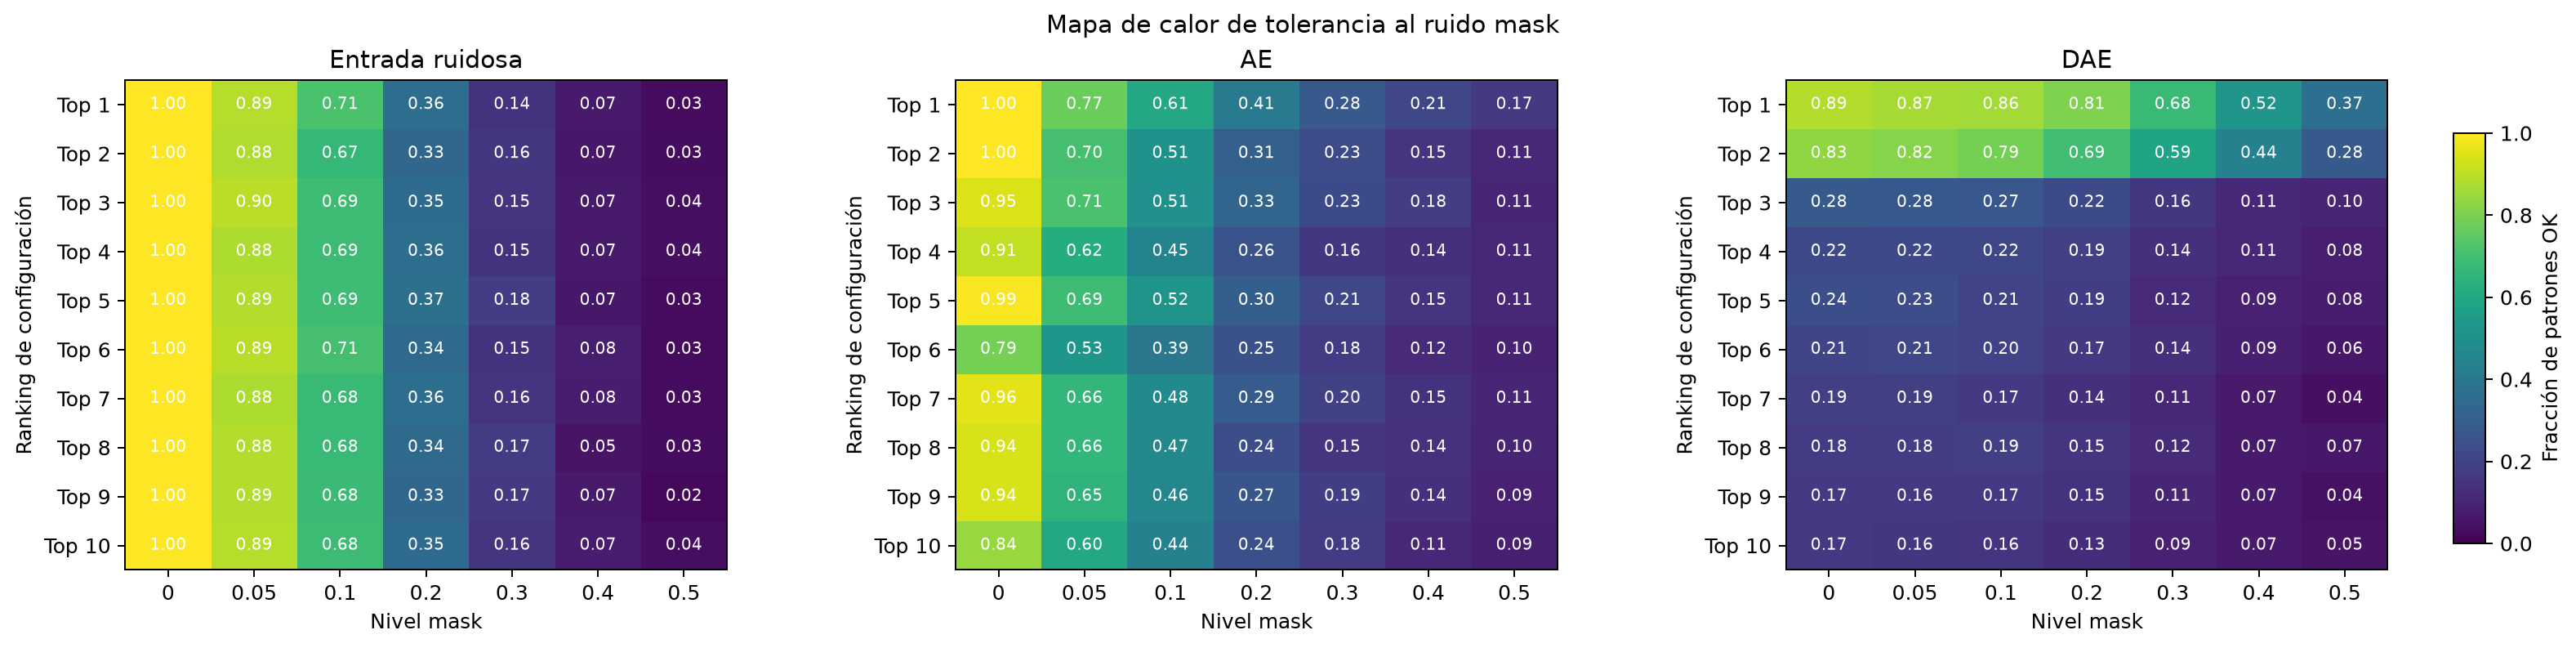 Mapa de calor de tolerancia al ruido mask
Entrada ruidosa
Ranking de configuración
Top 1 1.00 0.89 0.71 0.36 0.14 0.07 0.03
Top 2 1.00 0.88 0.67 0.33 0.16 0.07 0.03
Top 3 1.00 0.90 0.69 0.35 0.15 0.07 0.04
Top 4 1.00 0.88 0.69 0.36 0.15 0.07 0.04
Top 5 1.00 0.89 0.69 0.37 0.18 0.07 0.03
Top 6 1.00 0.89 0.71 0.34 0.15 0.08 0.03
Top 7 1.00 0.88 0.68 0.36 0.16 0.08 0.03
Top 8 1.00 0.88 0.68 0.34 0.17 0.05 0.03
Top 9 1.00 0.89 0.68 0.33 0.17 0.07 0.02
Top 10 1.00 0.89 0.68 0.35 0.16 0.07 0.04
0 0.05 0.1 0.2 0.3 0.4 0.5
Nivel mask
AE
Ranking de configuración
Top 1 1.00 0.77 0.61 0.41 0.28 0.21 0.17
Top 2 1.00 0.70 0.51 0.31 0.23 0.15 0.11
Top 3 0.95 0.71 0.51 0.33 0.23 0.18 0.11
Top 4 0.91 0.62 0.45 0.26 0.16 0.14 0.11
Top 5 0.99 0.69 0.52 0.30 0.21 0.15 0.11
Top 6 0.79 0.53 0.39 0.25 0.18 0.12 0.10
Top 7 0.96 0.66 0.48 0.29 0.20 0.15 0.11
Top 8 0.94 0.66 0.47 0.24 0.15 0.14 0.10
Top 9 0.94 0.65 0.46 0.27 0.19 0.14 0.09
Top 10 0.84 0.60 0.44 0.24 0.18 0.11 0.09
0 0.05 0.1 0.2 0.3 0.4 0.5
Nivel mask
DAE
Ranking de configuración
Top 1 0.89 0.87 0.86 0.81 0.68 0.52 0.37
Top 2 0.83 0.82 0.79 0.69 0.59 0.44 0.28
Top 3 0.28 0.28 0.27 0.22 0.16 0.11 0.10
Top 4 0.22 0.22 0.22 0.19 0.14 0.11 0.08
Top 5 0.24 0.23 0.21 0.19 0.12 0.09 0.08
Top 6 0.21 0.21 0.20 0.17 0.14 0.09 0.06
Top 7 0.19 0.19 0.17 0.14 0.11 0.07 0.04
Top 8 0.18 0.18 0.19 0.15 0.12 0.07 0.07
Top 9 0.17 0.16 0.17 0.15 0.11 0.07 0.04
Top 10 0.17 0.16 0.16 0.13 0.09 0.07 0.05
0 0.05 0.1 0.2 0.3 0.4 0.5
Nivel mask
1.0
0.8
0.6
0.4
0.2
0.0
Fracción de patrones OK